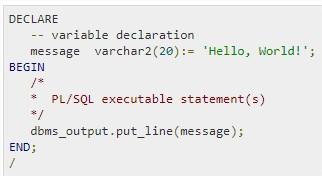 DECLARE
-- variable declaration
message varchar2(20):= 'Hello, World!';
BEGIN
/*
* PL/SQL executable statement(s)
*/
dbms_output.put_line(message);
END;
/